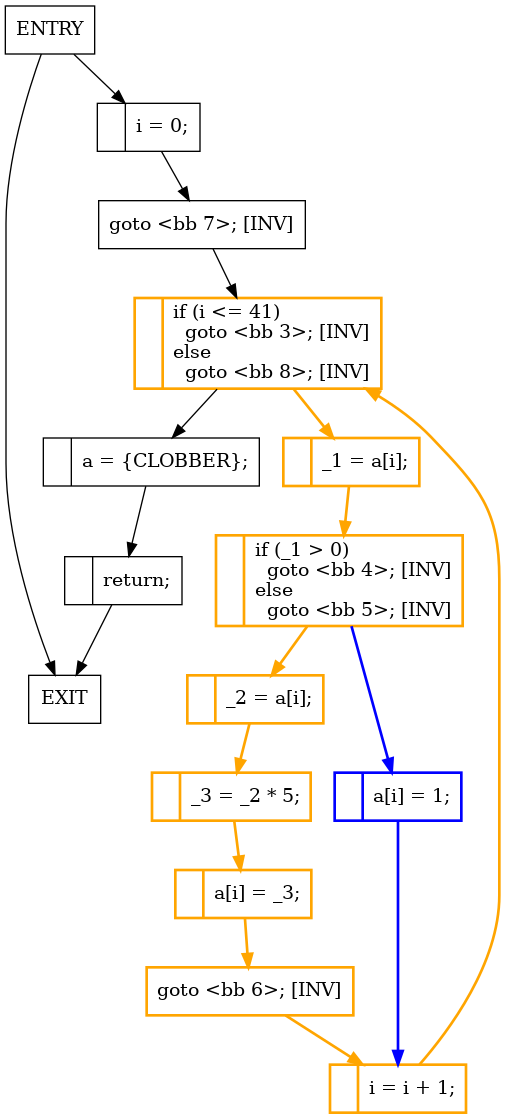 ENTRY
i = 0;
goto <bb 7>; [INV]
if (i <= 41)
goto <bb 3>; [INV]
else
goto <bb 8>; [INV]
a = {CLOBBER};
_1 = a[i];
if (_1 > 0)
goto <bb 4>; [INV]
else
goto <bb 5>; [INV]
return;
EXIT
_2 = a[i];
_3 = _2 * 5;
a[i] = 1;
a[i] = _3;
goto <bb 6>; [INV]
i = i + 1;